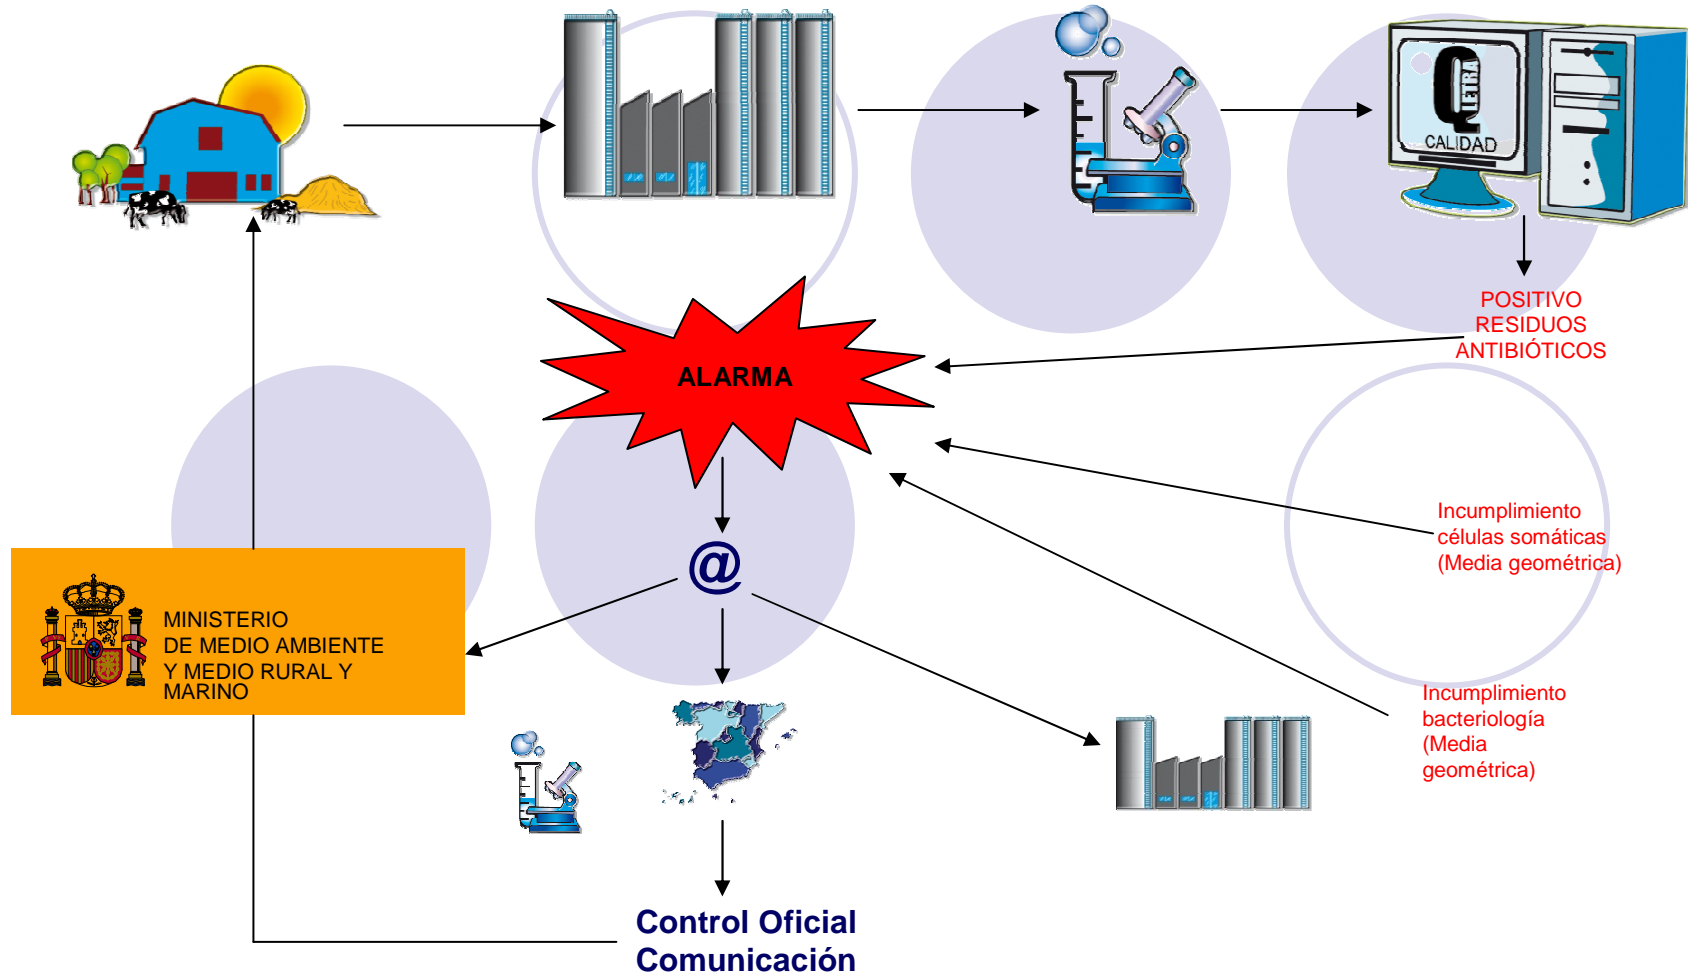 Q
LETRA
CALIDAD
POSITIVO
RESIDUOS
ANTIBIÓTICOS
ALARMA
Incumplimiento
células somáticas
(Media geométrica)
@
MINISTERIO
DE MEDIO AMBIENTE
Y MEDIO RURAL Y
MARINO
Incumplimiento
bacteriología
(Media
geométrica)
Control Oficial
Comunicación